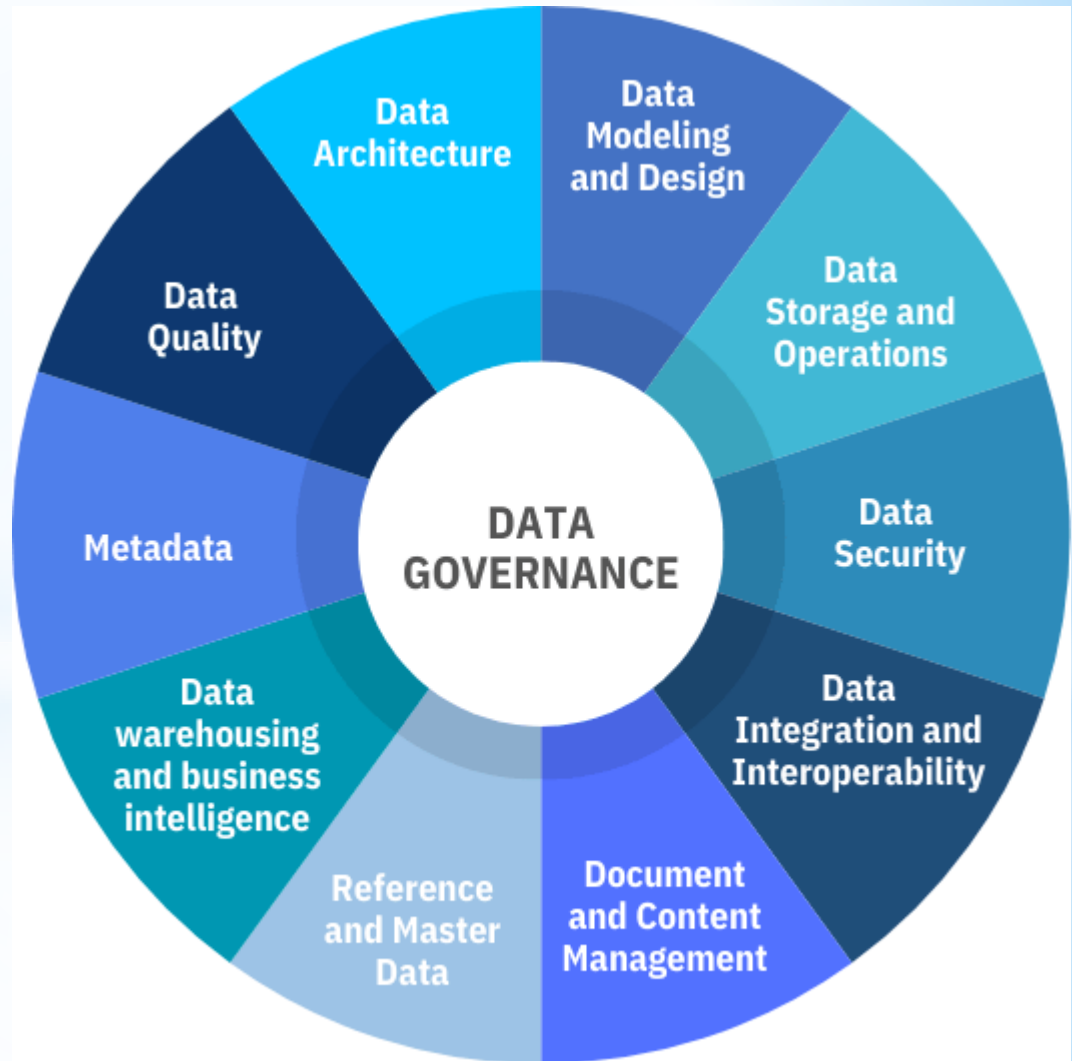 Data
Architecture
Data
Modeling
and Design
Data
Storage and
Operations
Data
Security
Data
Integration and
Interoperability
Document
and Content
Management
Reference
and Master
Data
Data
warehousing
and business
intelligence
Metadata
Data
Quality
DATA
GOVERNANCE